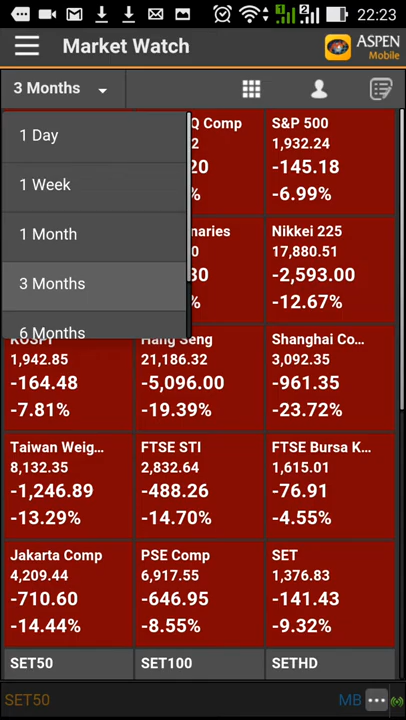 22:23
Market Watch
ASPEN
Mobile
3 Months
1 Day
1 Week
1 Month
3 Months
6 Months
Q Comp
2
20
%
S&P 500
1,932.24
-145.18
-6.99%
naries
0
30
%
Nikkei 225
17,880.51
-2,593.00
-12.67%
KOSPI
1,942.85
-164.48
-7.81%
Hang Seng
21,186.32
-5,096.00
-19.39%
Shanghai Co...
3,092.35
-961.35
-23.72%
Taiwan Weig...
8,132.35
-1,246.89
-13.29%
FTSE STI
2,832.64
-488.26
-14.70%
FTSE Bursa K...
1,615.01
-76.91
-4.55%
Jakarta Comp
4,209.44
-710.60
-14.44%
PSE Comp
6,917.55
-646.95
-8.55%
SET
1,376.83
-141.43
-9.32%
SET50
SET100
SETHD
SET50
MB